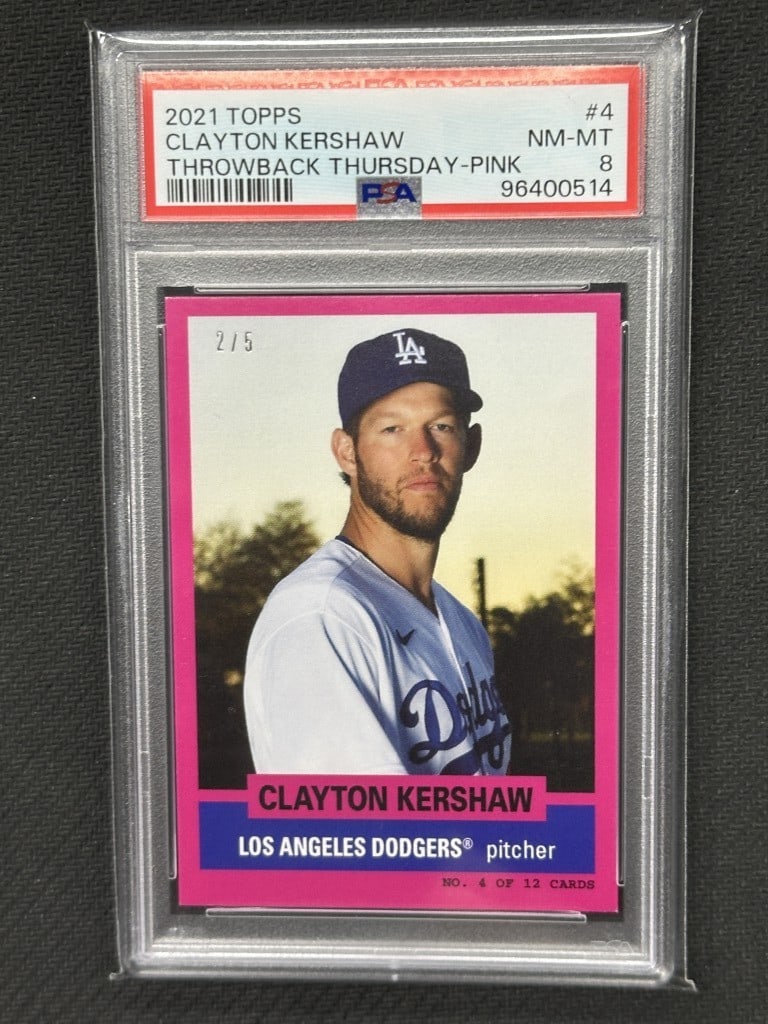 2021 TOPPS #4
CLAYTON KERSHAW NM-MT
THROWBACK THURSDAY-PINK 8
PSA 96400514
2/5
LA
Dodgers
CLAYTON KERSHAW
LOS ANGELES DODGERS® pitcher
NO. 4 OF 12 CARDS